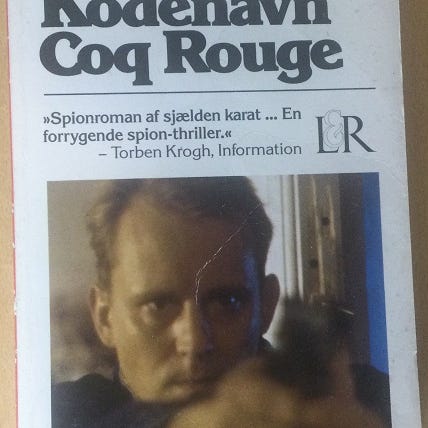 Kodenavn
Coq Rouge
»Spionroman af sjælden karat ... En
forrygende spion-thriller.«
– Torben Krogh, Information
L&R